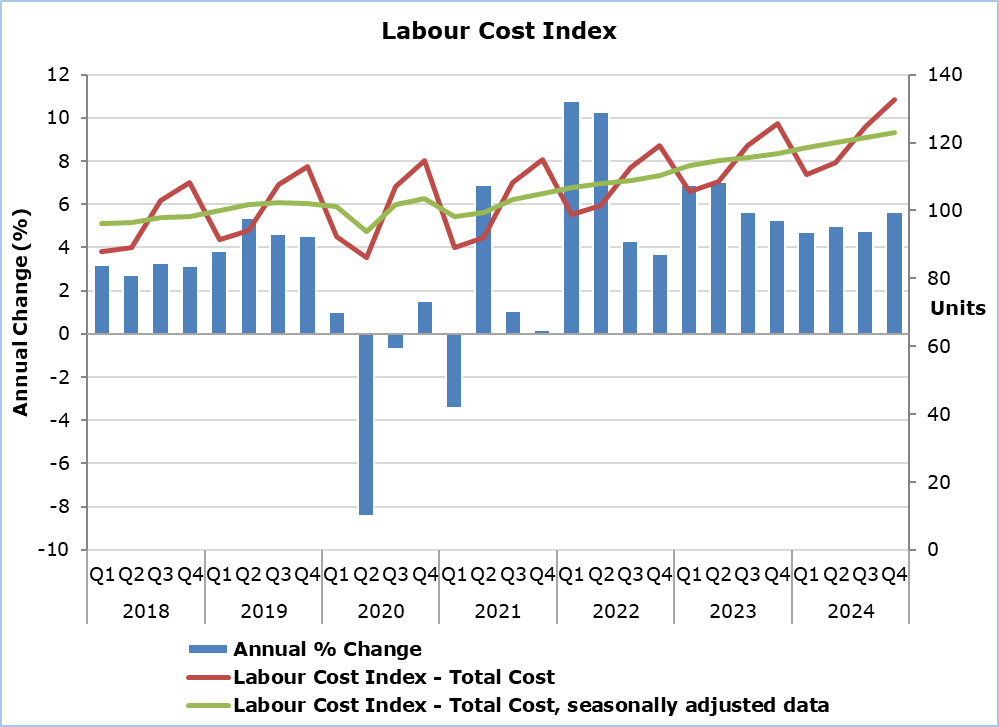 Labour Cost Index
12
10
8
6
4
2
0
-2
-4
-6
-8
-10
Annual Change (%)
140
120
100
80
60
40
20
0
Units
Q1 Q2 Q3 Q4 Q1 Q2 Q3 Q4 Q1 Q2 Q3 Q4 Q1 Q2 Q3 Q4 Q1 Q2 Q3 Q4 Q1 Q2 Q3 Q4 Q1 Q2 Q3 Q4
2018 2019 2020 2021 2022 2023 2024
Annual % Change
Labour Cost Index - Total Cost
Labour Cost Index - Total Cost, seasonally adjusted data